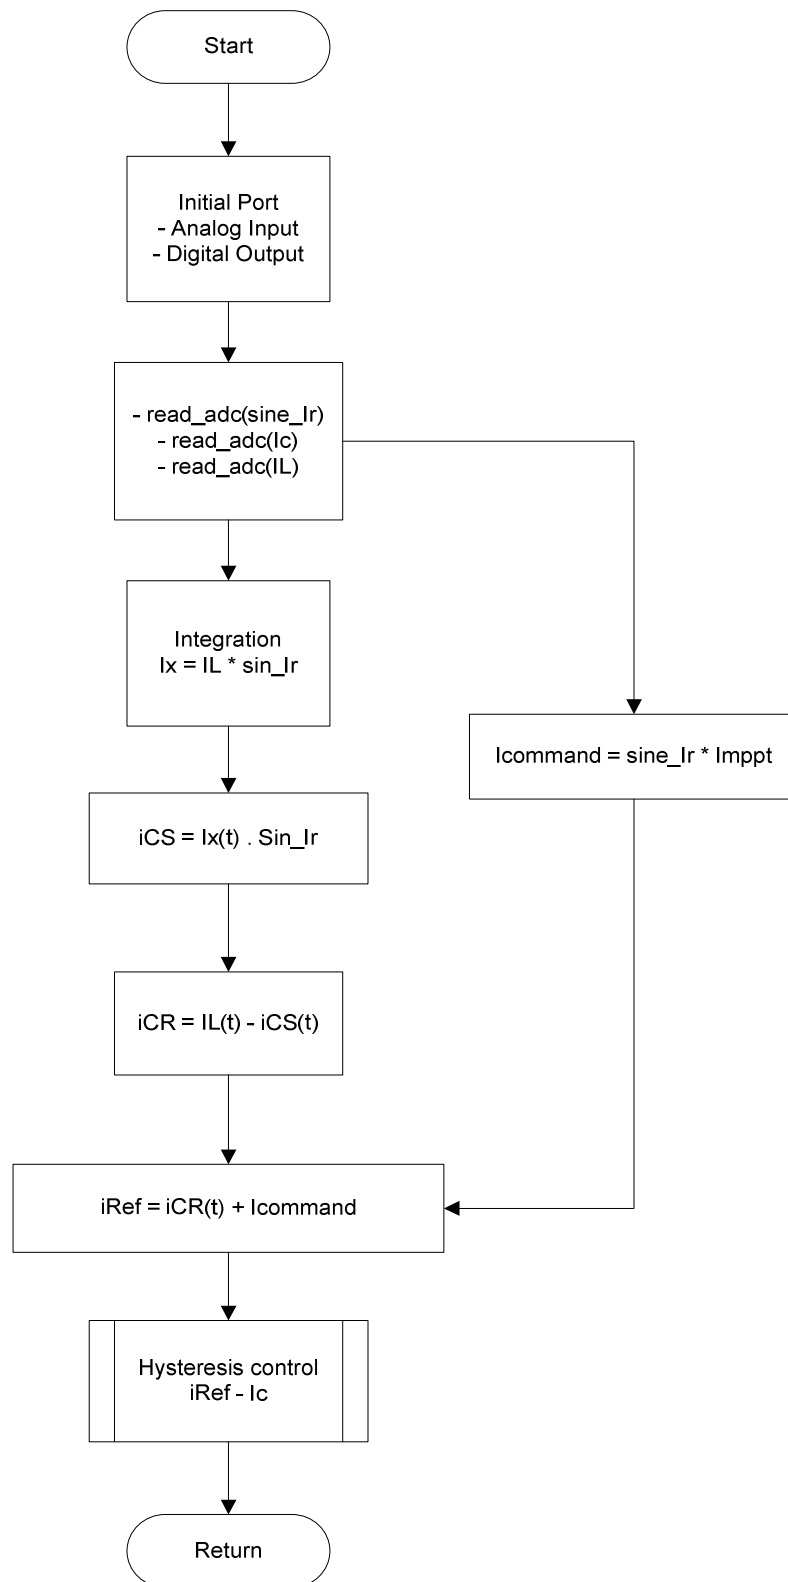 Start
Initial Port
- Analog Input
- Digital Output
- read_adc(sine_Ir)
- read_adc(Ic)
- read_adc(IL)
Integration
Ix = IL * sin_Ir
Icommand = sine_Ir * Imppt
iCS = Ix(t) . Sin_Ir
iCR = IL(t) - iCS(t)
iRef = iCR(t) + Icommand
Hysteresis control
iRef - Ic
Return